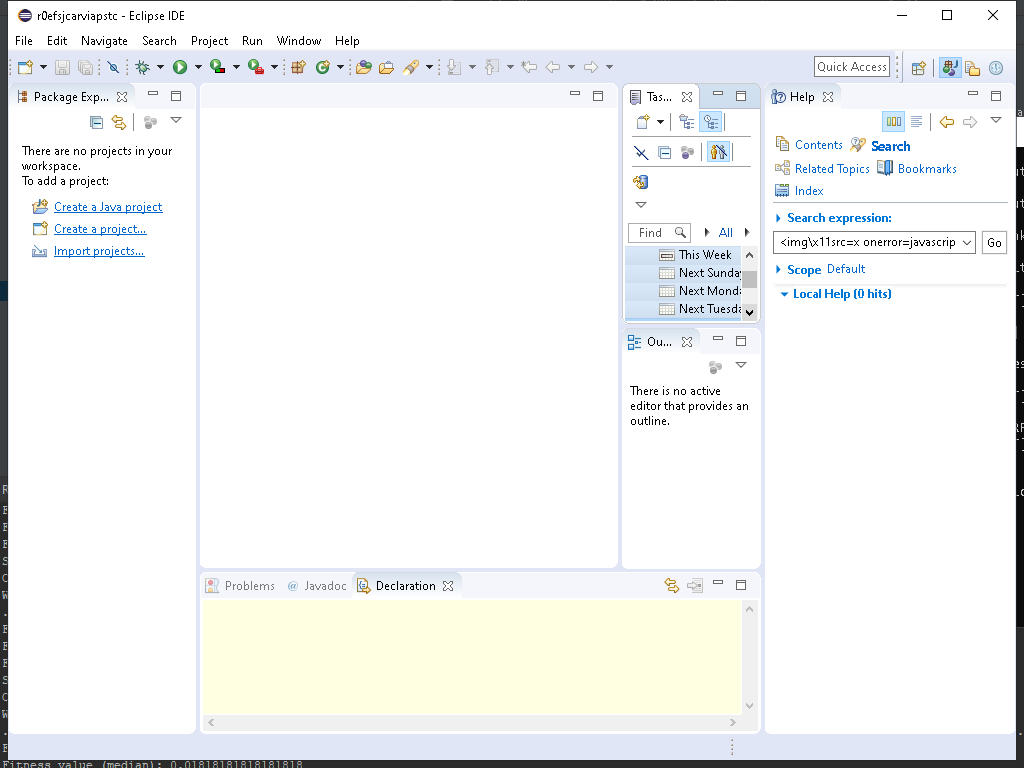 r0efsjcarviapstc - Eclipse IDE
File Edit Navigate Search Project Run Window Help
Quick Access
Package Exp...
There are no projects in your
workspace.
To add a project:
Create a Java project
Create a project...
Import projects...
Tas...
Find
All
This Week
Next Sunday
Next Monda
Next Tuesda
Ou...
There is no active
editor that provides an
outline.
Help
Contents Search
Related Topics Bookmarks
Index
Search expression:
<img\x11src=x onerror=javascrip
Go
Scope Default
Local Help (0 hits)
Problems @ Javadoc Declaration
Fitness value (median): 0.01818181818181818